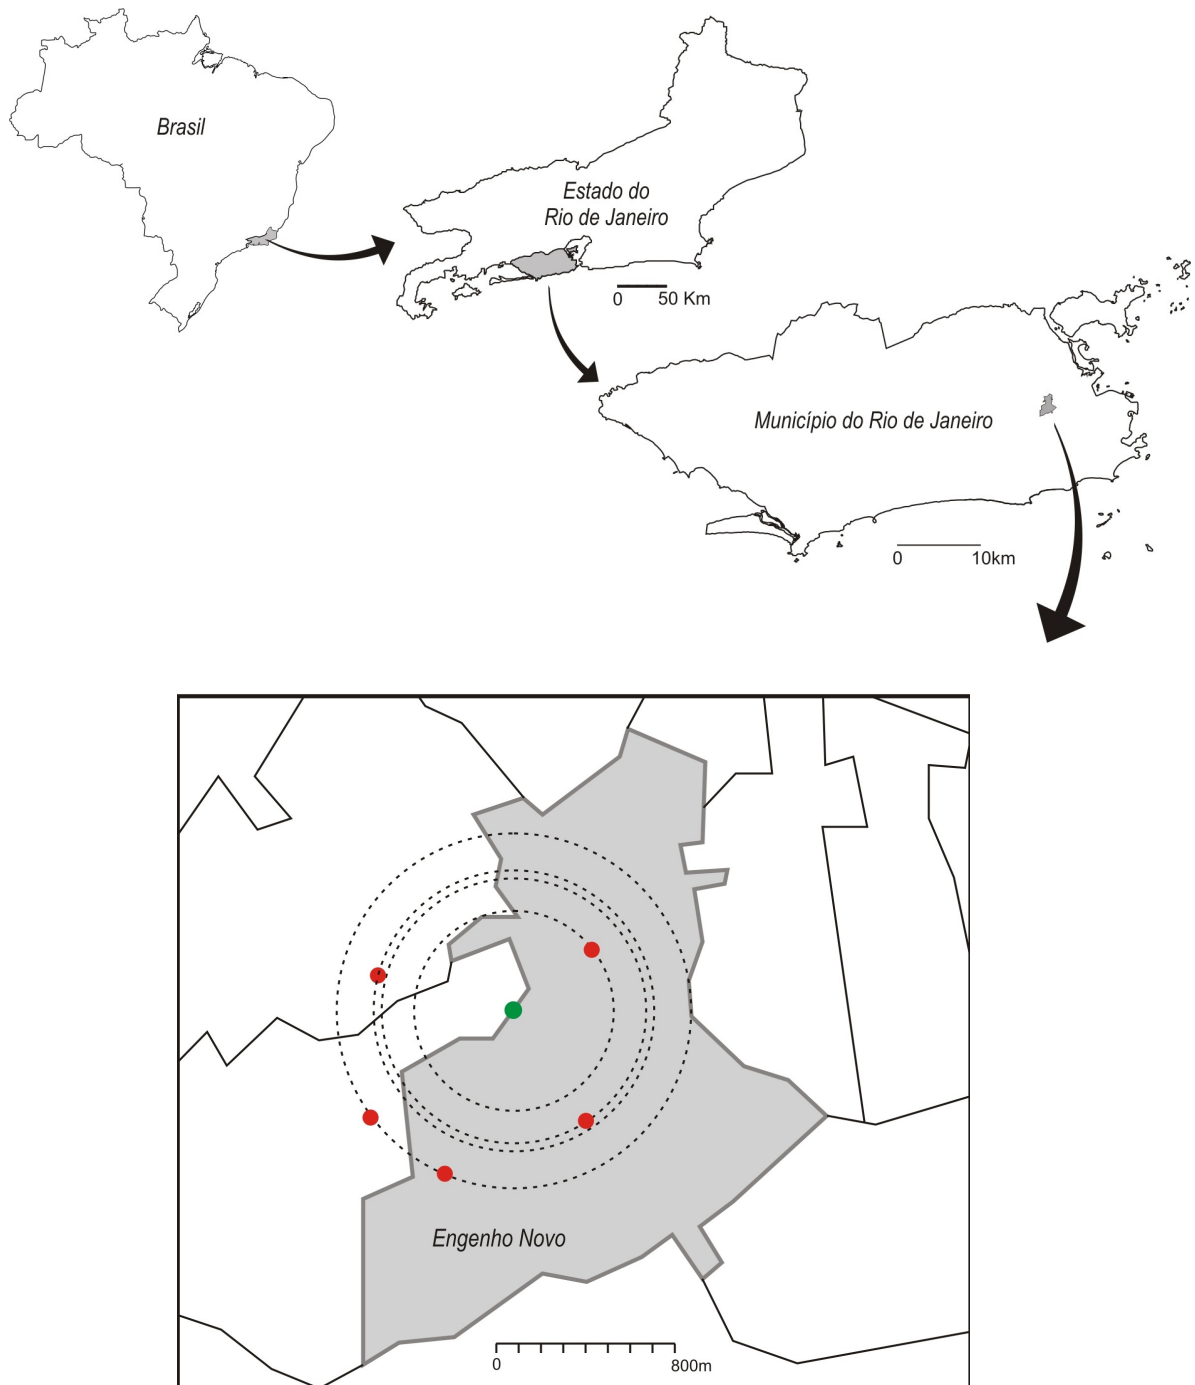 Brasil
Estado do
Rio de Janeiro
0 50 Km
Município do Rio de Janeiro
0 10km
Engenho Novo
0 800m